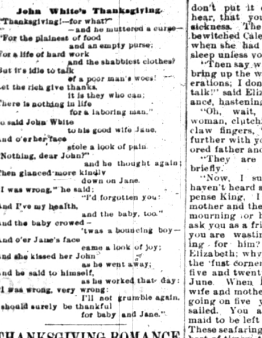 John White's Thanksgiving.
"Thanksgiving!—for what?"
—and he muttered a curse—
"For the plainest of food
and an empty purse;
For a life of hard work
and the shabbiest clothes?
But it's idle to talk
of a poor man's woes!
Let the rich give thanks,
it is they who can;
There is nothing in life
for a laboring man."
So said John White
to his good wife Jane,
And o'er her face
stole a look of pain.
"Nothing, dear John?"
and he thought again;
Then glanced more kindly
down on Jane.
"I was wrong," he said;
"I'd forgotten you;
And I've my health,
and the baby, too."
And the baby crowed—
'twas a bouncing boy—
And o'er Jane's face
came a look of joy;
And she kissed her John
as he went away;
And he said to himself,
as he worked that day:
"I was wrong, very wrong;
I'll not grumble again.
I should surely be thankful
for baby and Jane."
THANKSGIVING ROMANCE
don't put it
hear, that you
sickness. The
bewitched Cale
when she had
sleep unless yo
"Then say w
bring up the w
erations; I don
talk!" said Eliz
ance, hastening
"Oh, wait,
woman, clutch
claw fingers,
further with yo
ored father and
"They are
briefly.
"Now, I su
haven't heard s
pense King, I
mother and the
mourning or h
ask you as a fri
you are wastin
ing for him?
Elizabeth; why
the 'fust corner
five and twent
June. When I
wife and mothe
going on five y
sailed. You a
maid to be left
These seafaring